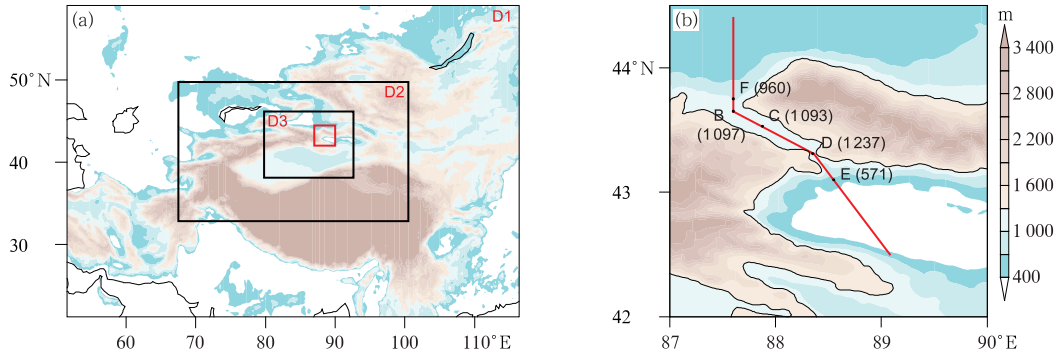 (a)
D1
50°N
D2
D3
40
30
60
70
80
90
100
110°E
(b)
m
44°N
F (960)
B
C (1093)
(1097)
D (1237)
E (571)
43
42
87
88
89
90°E
3 400
2 800
2 200
1 600
1 000
400